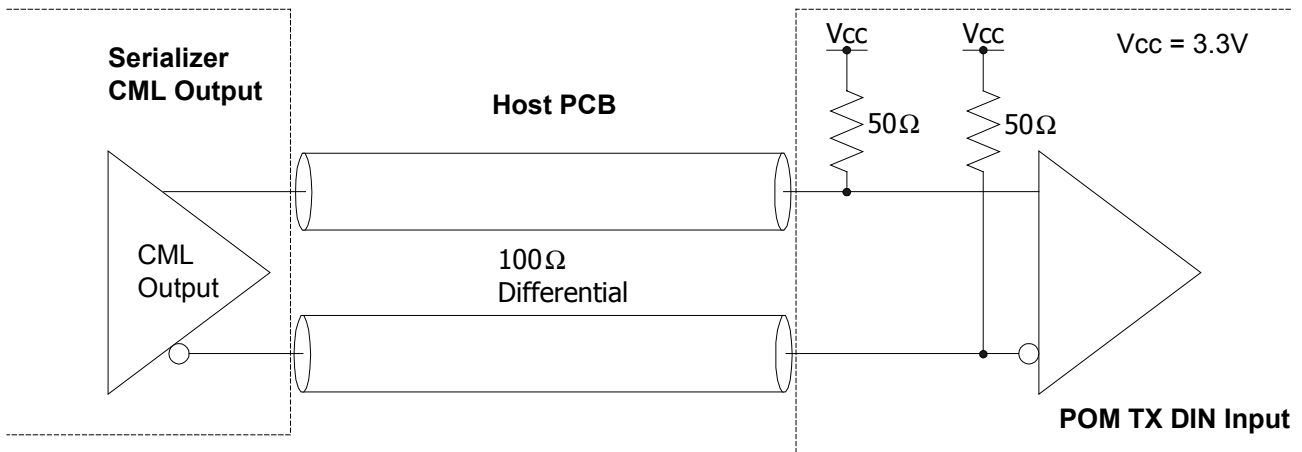 Serializer
CML Output
Host PCB
Vcc
Vcc
Vcc = 3.3V
50Ω
50Ω
CML
Output
100Ω
Differential
POM TX DIN Input